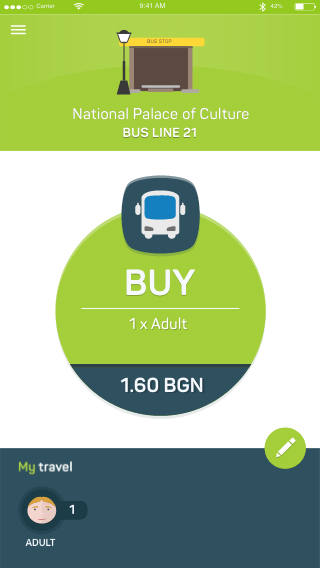 Carrier 9:41 AM 42%
BUS STOP
National Palace of Culture
BUS LINE 21
BUY
1 x Adult
1.60 BGN
My travel
1
ADULT